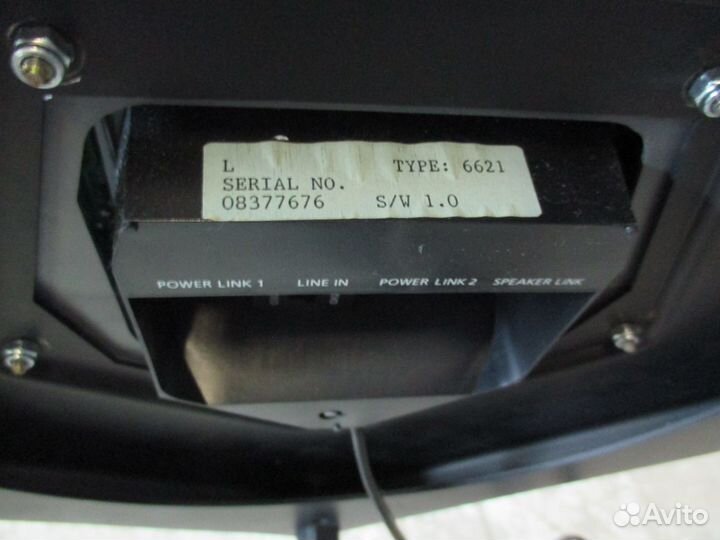 L TYPE: 6621
SERIAL NO.
08377676 S/W 1.0
POWER LINK 1 LINE IN POWER LINK 2 SPEAKER LINK
Avito